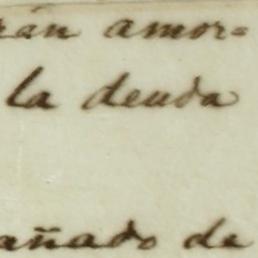 rán amor=
la deuda
añado de